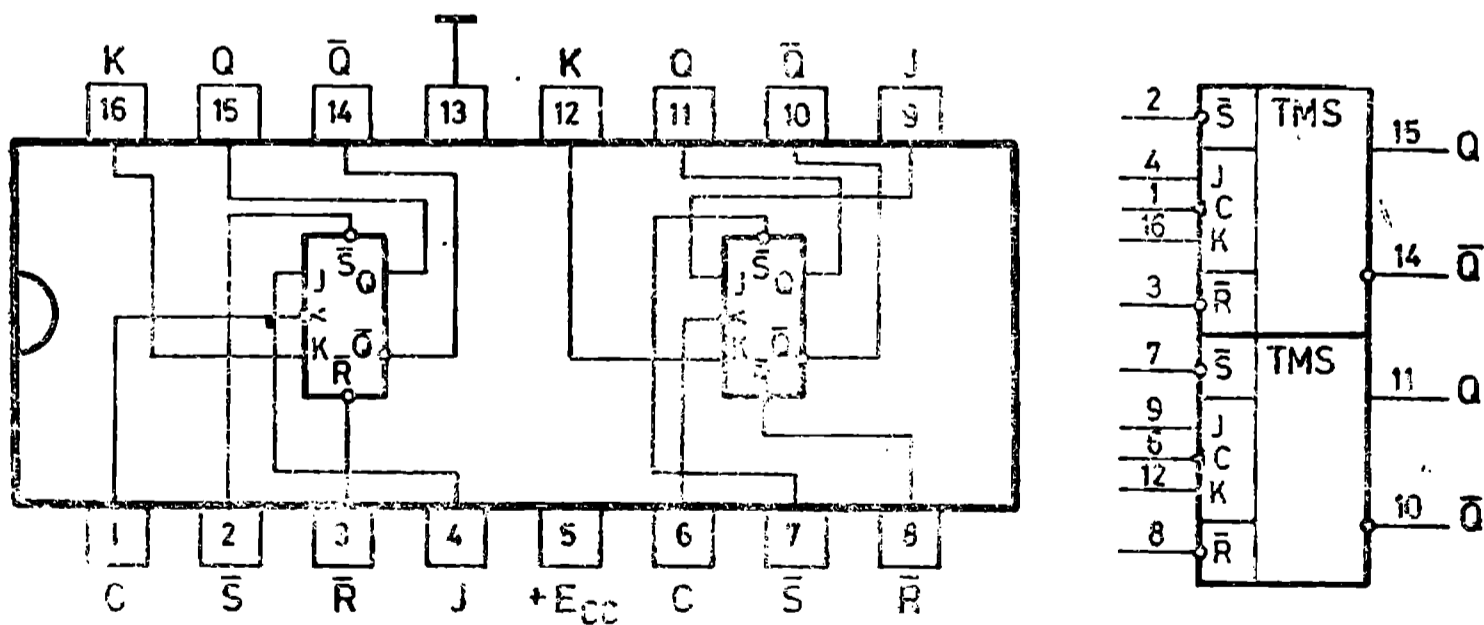 K Q Q̅ K Q Q̅ J
16 15 14 13 12 11 10 9
S̅
J Q
K Q̅
R̅
S̅
J Q
K Q̅
1 2 3 4 5 6 7 8
C S̅ R̅ J +E_CC C S̅ R̅
2 S̅ TMS
15 Q
4 J
1 C
16 K
14 Q̅
3 R̅
7 S̅ TMS
11 Q
9 J
C
12 K
10 Q̅
8 R̅